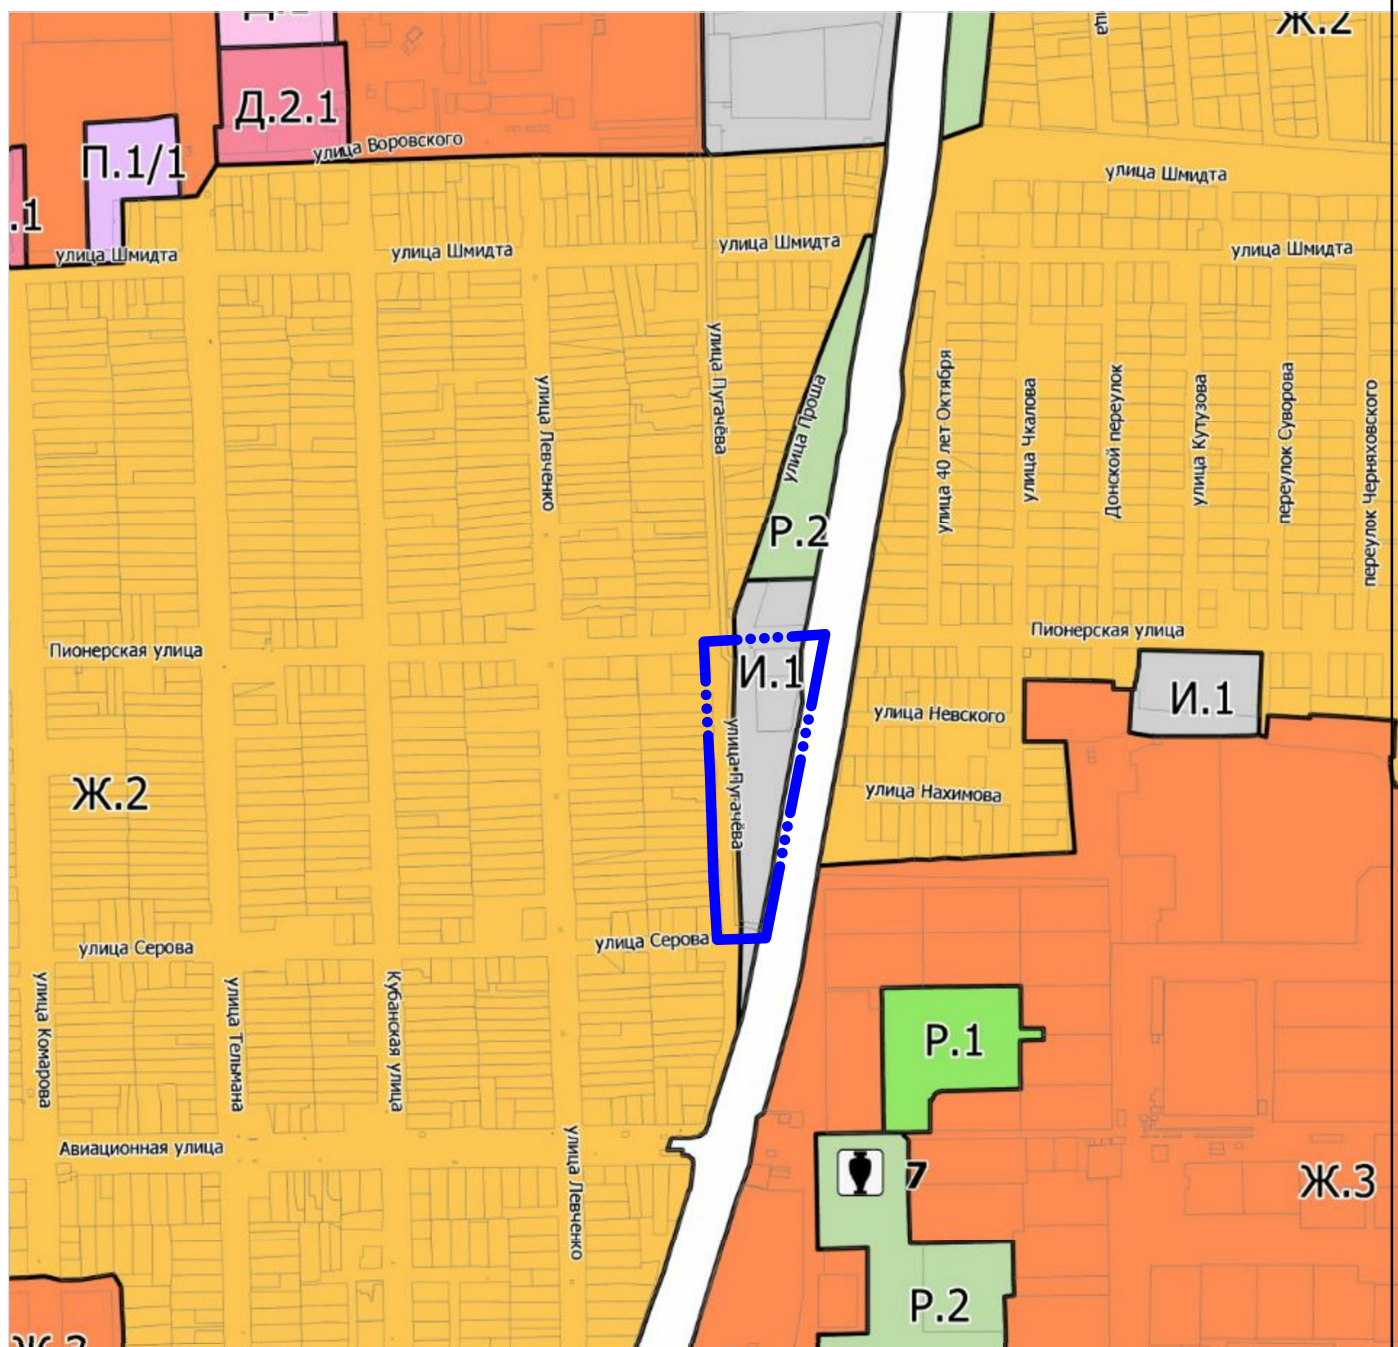 Ж.2
Д.2.1
улица Воровского
П.1/1
.1
улица Шмидта
улица Шмидта
улица Шмидта
улица Шмидта
улица Шмидта
улица Пугачёва
улица Левченко
улица Проша
улица 40 лет Октября
улица Чкалова
Донской переулок
улица Кутузова
переулок Суворова
переулок Черняховского
Р.2
Пионерская улица
Пионерская улица
И.1
И.1
улица Невского
улица Пугачёва
Ж.2
улица Нахимова
улица Серова
улица Серова
улица Комарова
улица Тельмана
Кубанская улица
Р.1
Авиационная улица
улица Левченко
7
Ж.3
Р.2